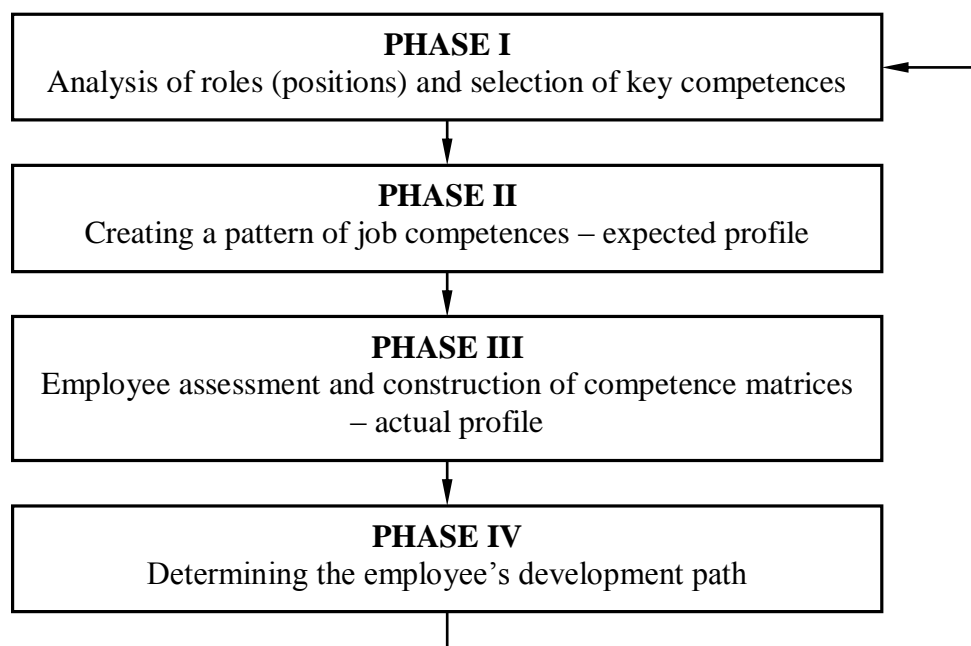 PHASE I
Analysis of roles (positions) and selection of key competences
PHASE II
Creating a pattern of job competences – expected profile
PHASE III
Employee assessment and construction of competence matrices
– actual profile
PHASE IV
Determining the employee’s development path